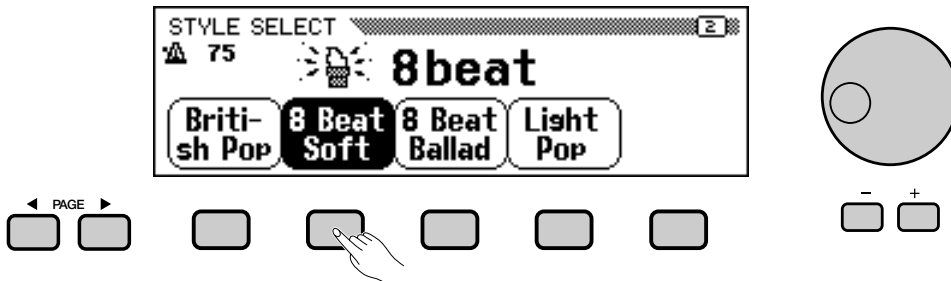 STYLE SELECT 2
75
8beat
Briti-
sh Pop
8 Beat
Soft
8 Beat
Ballad
Light
Pop
◀ PAGE ▶
- +